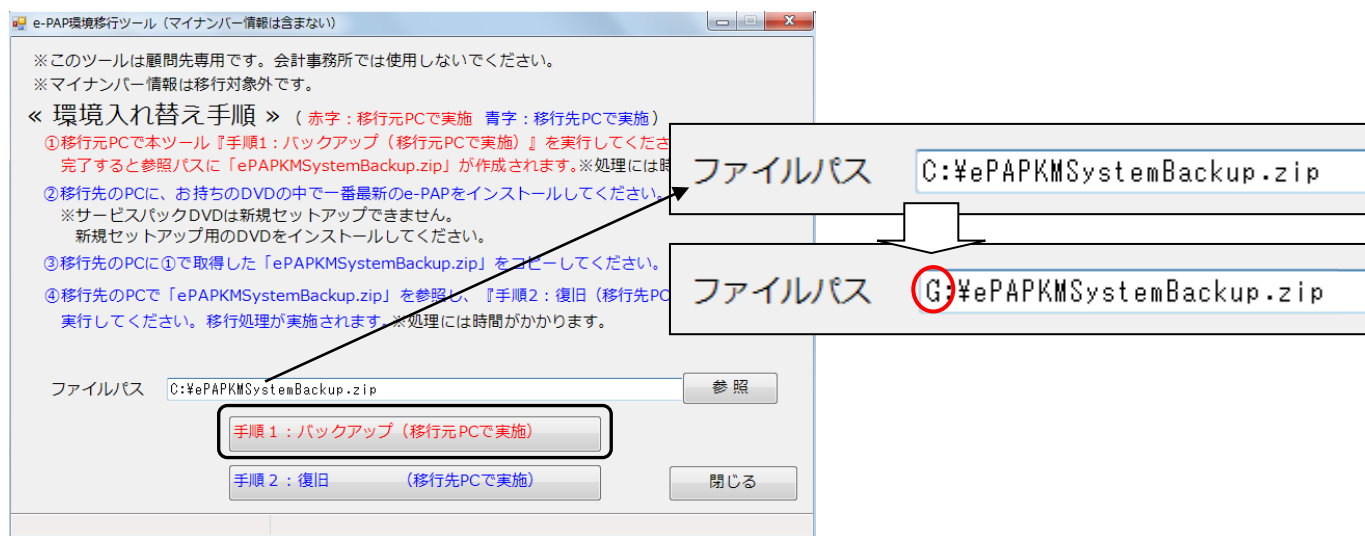 e-PAP環境移行ツール（マイナンバー情報は含まない）
※このツールは顧問先専用です。会計事務所では使用しないでください。
※マイナンバー情報は移行対象外です。
≪ 環境入れ替え手順 ≫ （ 赤字：移行元PCで実施 青字：移行先PCで実施）
①移行元PCで本ツール『手順1：バックアップ（移行元PCで実施）』を実行してくださ
完了すると参照パスに「ePAPKMSystemBackup.zip」が作成されます。※処理には時
②移行先のPCに、お持ちのDVDの中で一番最新のe-PAPをインストールしてください。
※サービスパックDVDは新規セットアップできません。
新規セットアップ用のDVDをインストールしてください。
③移行先のPCに①で取得した「ePAPKMSystemBackup.zip」をコピーしてください。
④移行先のPCで「ePAPKMSystemBackup.zip」を参照し、『手順2：復旧（移行先PC
実行してください。移行処理が実施されます。※処理には時間がかかります。
ファイルパス C:¥ePAPKMSystemBackup.zip 参照
手順１：バックアップ（移行元PCで実施）
手順２：復旧 （移行先PCで実施） 閉じる
ファイルパス C:¥ePAPKMSystemBackup.zip
ファイルパス G:¥ePAPKMSystemBackup.zip